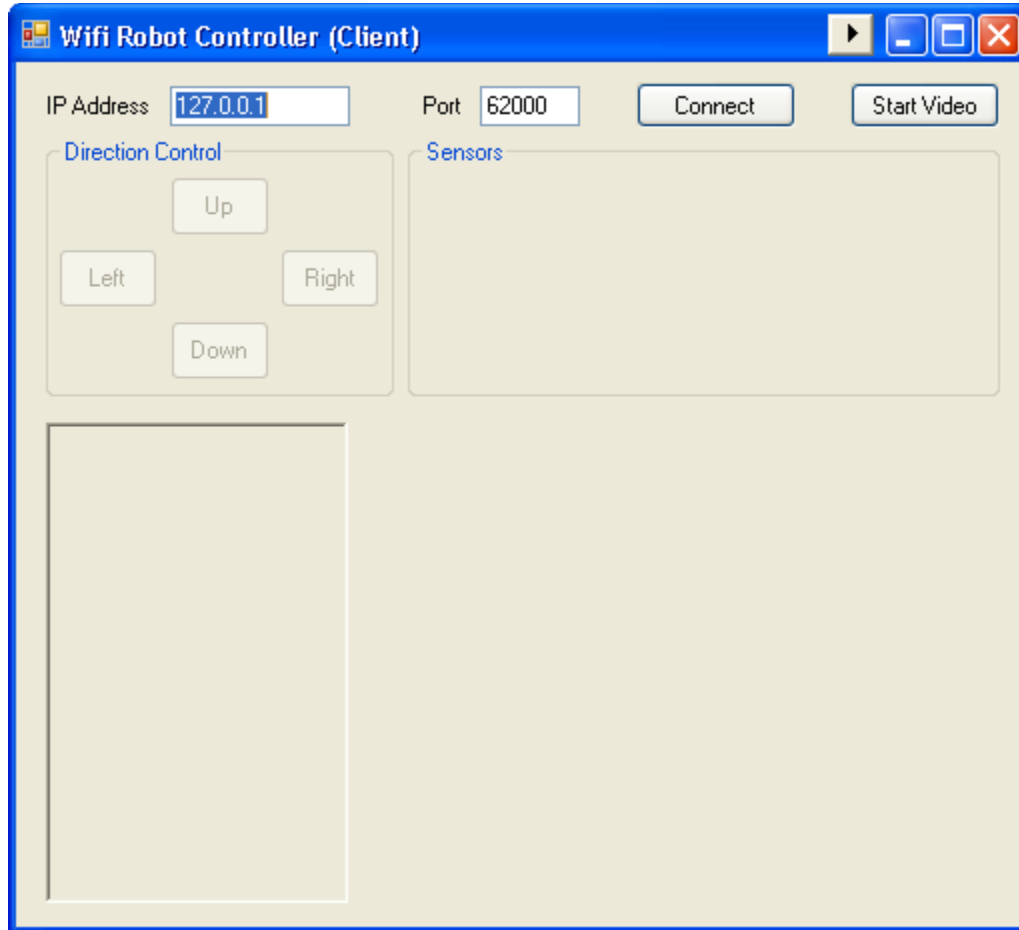 Wifi Robot Controller (Client)
IP Address 127.0.0.1 Port 62000 Connect Start Video
Direction Control Sensors
Up
Left Right
Down